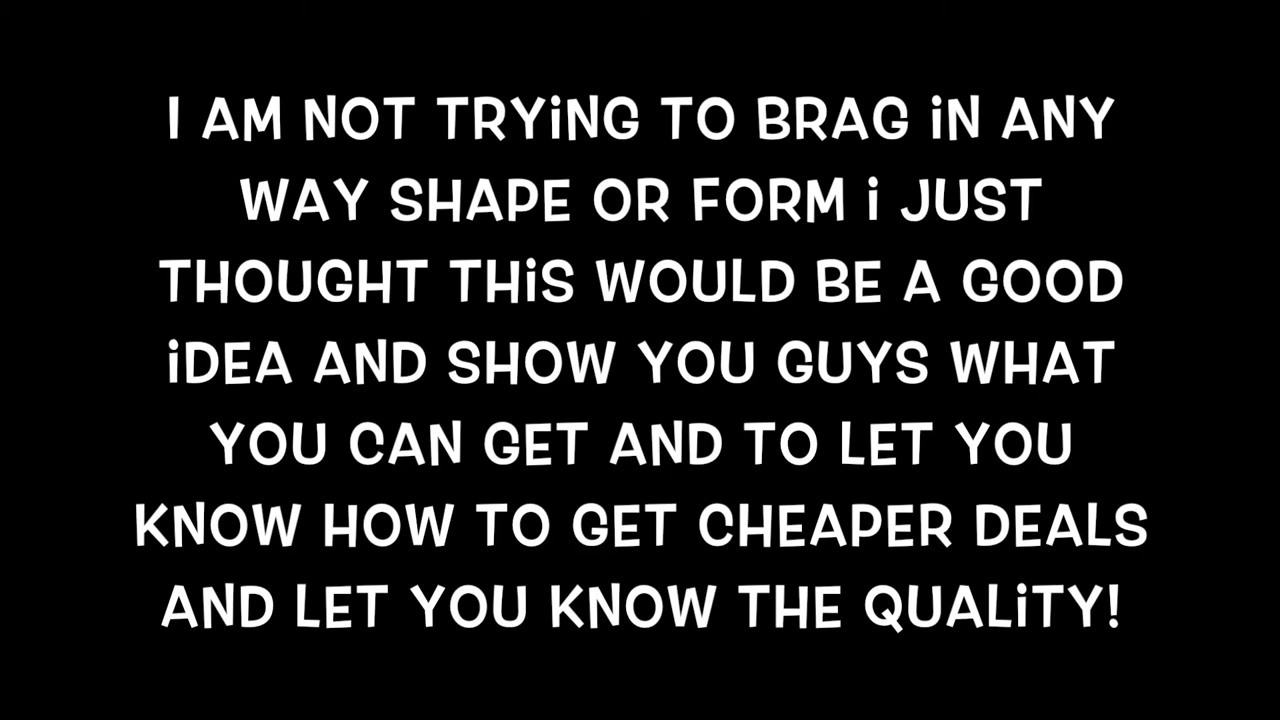 I AM NOT TRYiNG TO BRAG iN ANY
WAY SHAPE OR FORM i JUST
THOUGHT THiS WOULD BE A GOOD
iDEA AND SHOW YOU GUYS WHAT
YOU CAN GET AND TO LET YOU
KNOW HOW TO GET CHEAPER DEALS
AND LET YOU KNOW THE QUALiTY!